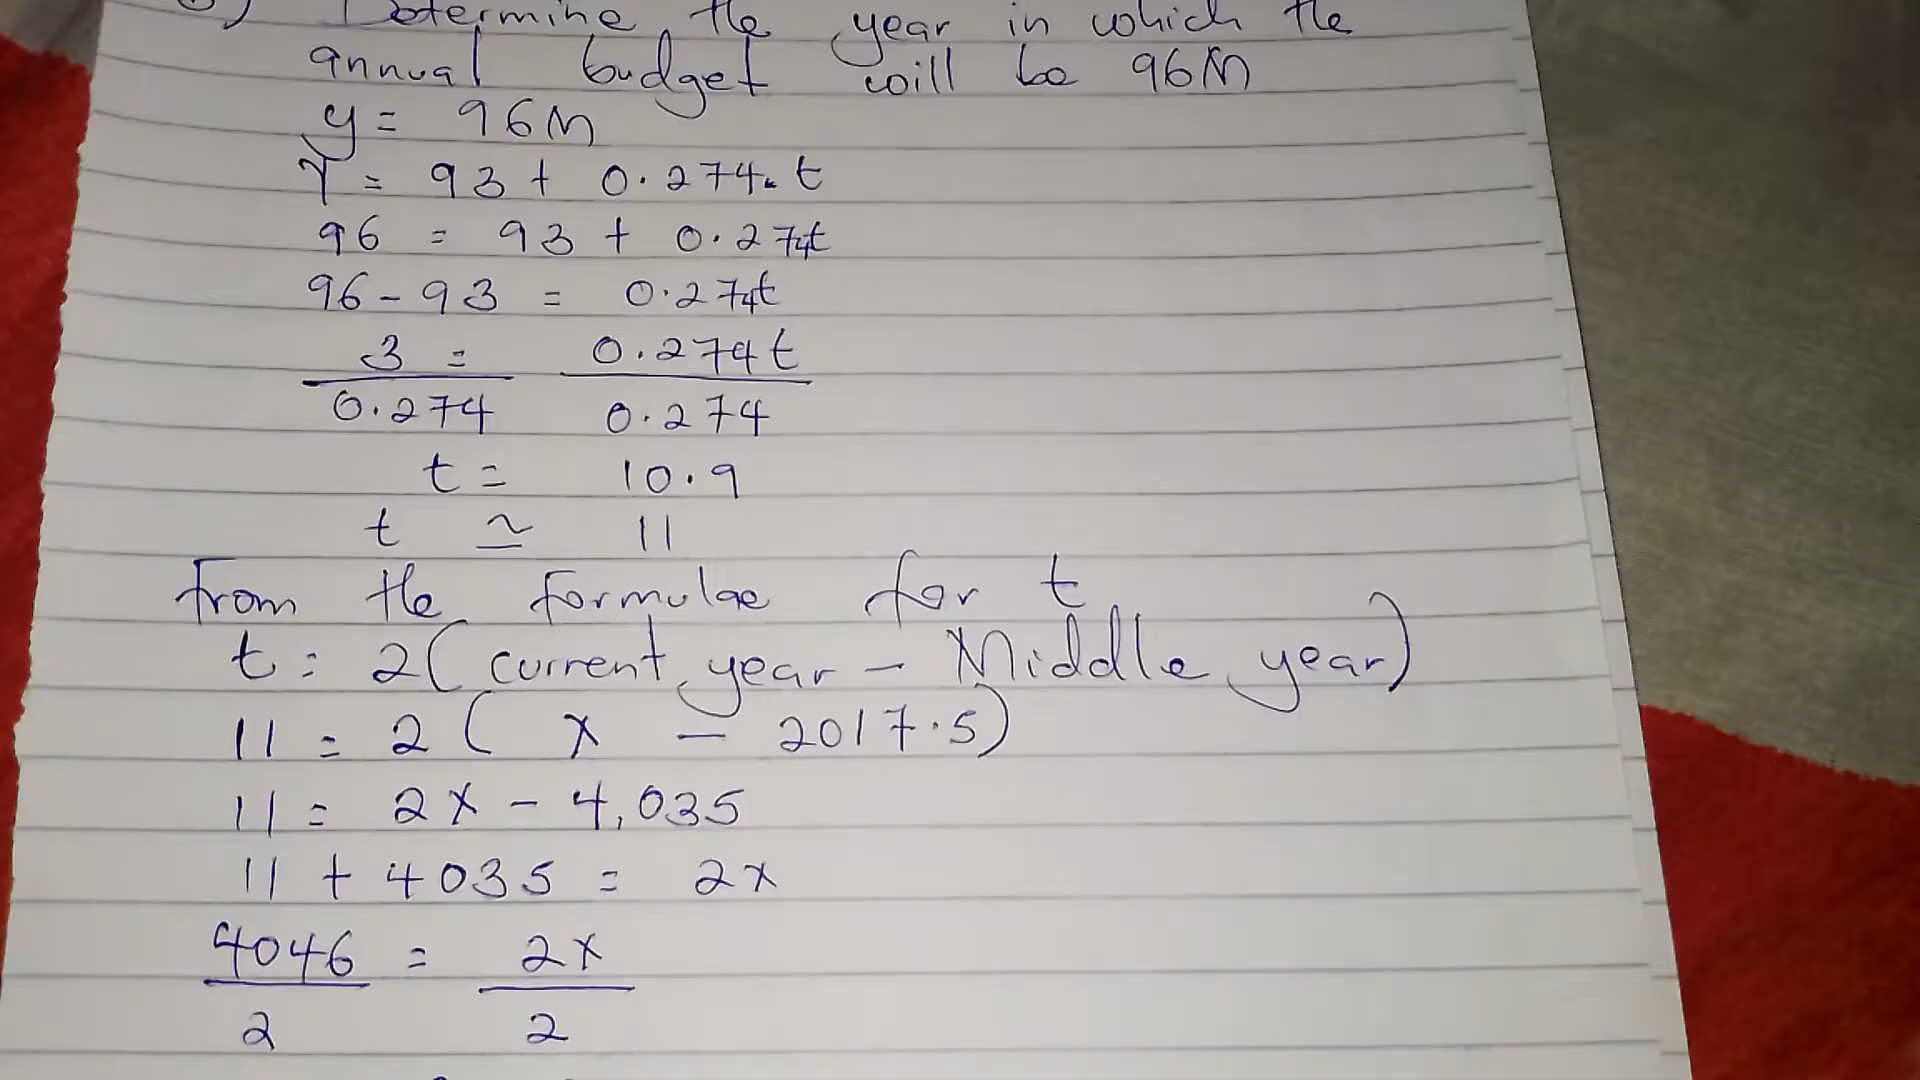 Determine the year in which the
annual budget will be 96M
y = 96M
Y = 93 + 0.274.t
96 = 93 + 0.274t
96 - 93 = 0.274t
3 = 0.274t
0.274 0.274
t = 10.9
t ≃ 11
From the formulae for t
t = 2( current year - Middle year)
11 = 2 ( x - 2017.5)
11 = 2x - 4,035
11 + 4035 = 2x
4046 = 2x
2 2